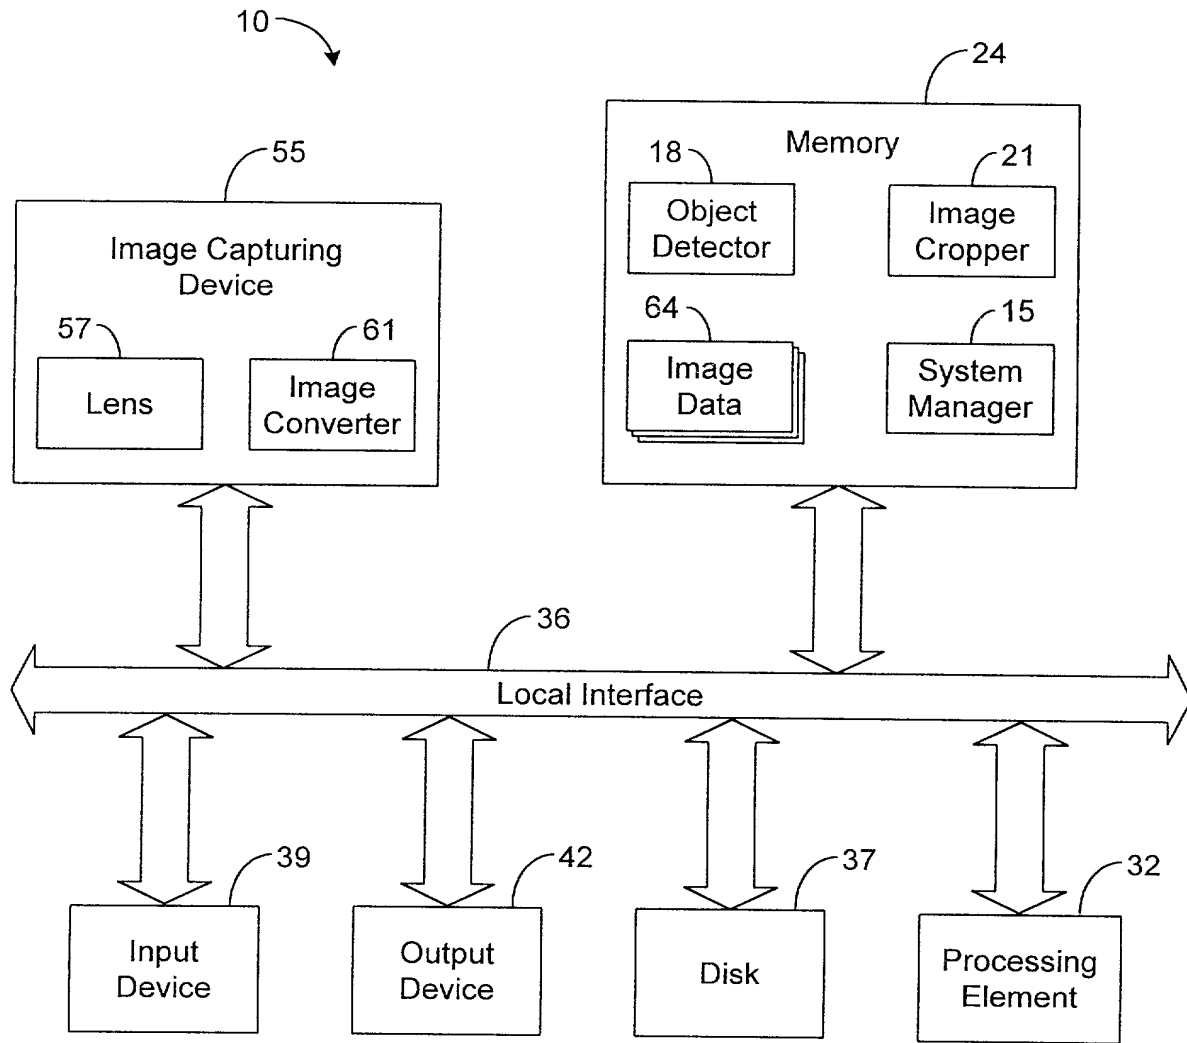 10
24
Memory
55
18
21
Image Capturing
Device
Object
Detector
Image
Cropper
57
61
64
15
Lens
Image
Converter
Image
Data
System
Manager
36
Local Interface
39
42
37
32
Input
Device
Output
Device
Disk
Processing
Element